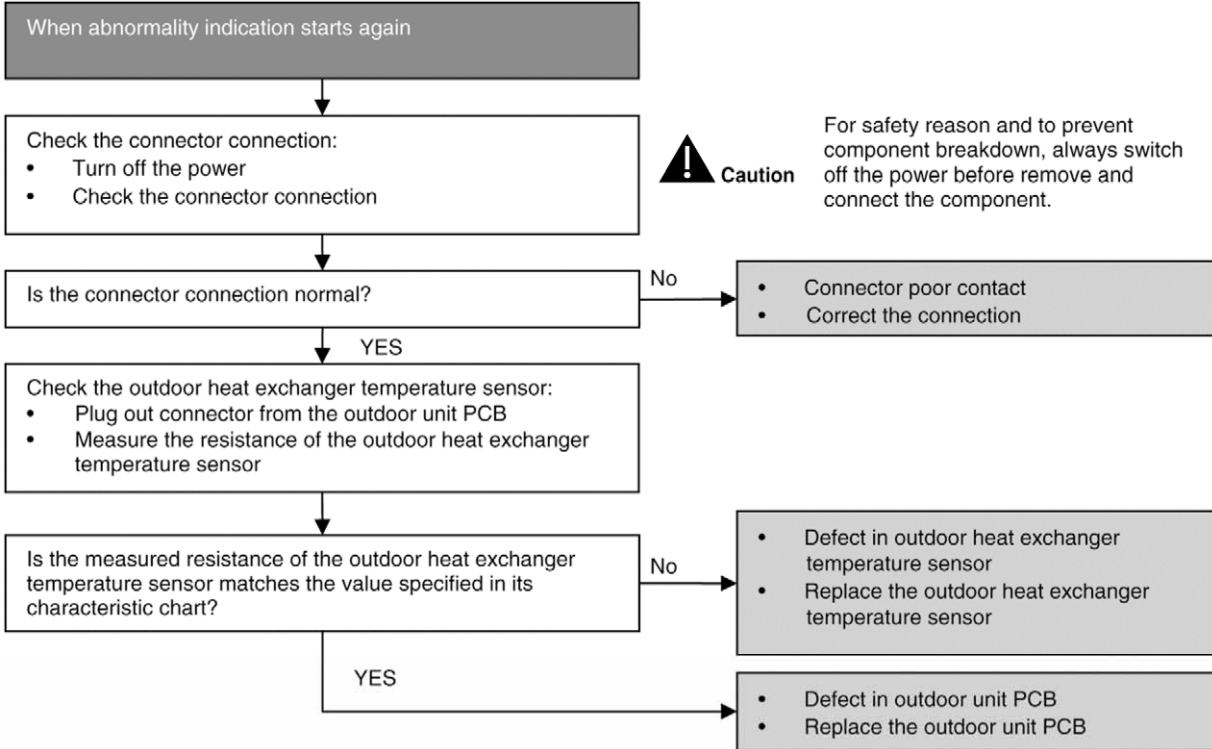 When abnormality indication starts again
Check the connector connection:
• Turn off the power
• Check the connector connection
Caution
For safety reason and to prevent
component breakdown, always switch
off the power before remove and
connect the component.
Is the connector connection normal?
No
• Connector poor contact
• Correct the connection
YES
Check the outdoor heat exchanger temperature sensor:
• Plug out connector from the outdoor unit PCB
• Measure the resistance of the outdoor heat exchanger
temperature sensor
Is the measured resistance of the outdoor heat exchanger
temperature sensor matches the value specified in its
characteristic chart?
No
• Defect in outdoor heat exchanger
temperature sensor
• Replace the outdoor heat exchanger
temperature sensor
YES
• Defect in outdoor unit PCB
• Replace the outdoor unit PCB